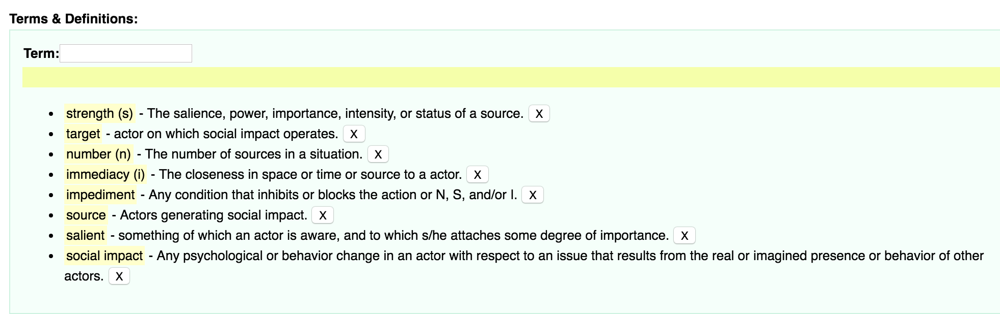 Terms & Definitions:
Term:
strength (s) - The salience, power, importance, intensity, or status of a source. X
target - actor on which social impact operates. X
number (n) - The number of sources in a situation. X
immediacy (i) - The closeness in space or time or source to a actor. X
impediment - Any condition that inhibits or blocks the action or N, S, and/or I. X
source - Actors generating social impact. X
salient - something of which an actor is aware, and to which s/he attaches some degree of importance. X
social impact - Any psychological or behavior change in an actor with respect to an issue that results from the real or imagined presence or behavior of other
actors. X